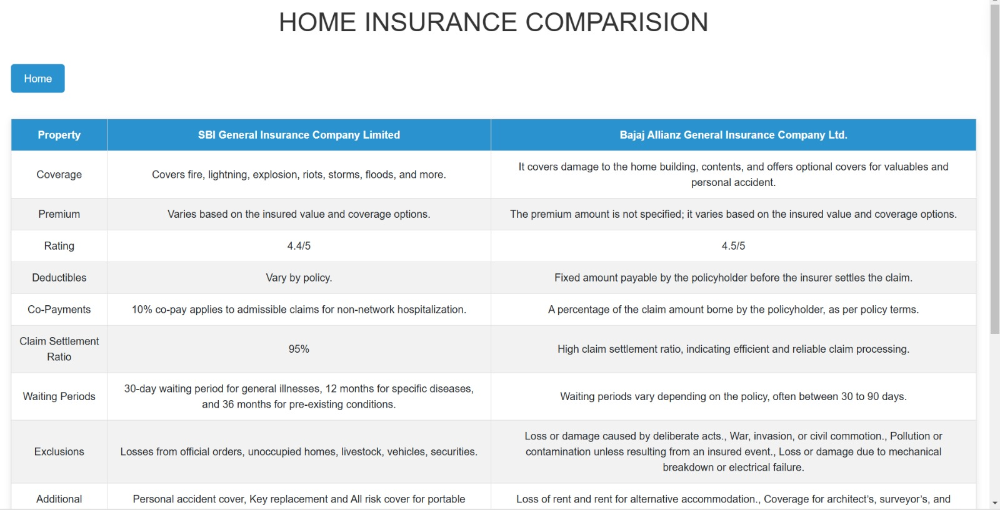 HOME INSURANCE COMPARISION
Home
Property
SBI General Insurance Company Limited
Bajaj Allianz General Insurance Company Ltd.
Coverage
Covers fire, lightning, explosion, riots, storms, floods, and more.
It covers damage to the home building, contents, and offers optional covers for valuables and
personal accident.
Premium
Varies based on the insured value and coverage options.
The premium amount is not specified; it varies based on the insured value and coverage options.
Rating
4.4/5
4.5/5
Deductibles
Vary by policy.
Fixed amount payable by the policyholder before the insurer settles the claim.
Co-Payments
10% co-pay applies to admissible claims for non-network hospitalization.
A percentage of the claim amount borne by the policyholder, as per policy terms.
Claim Settlement
Ratio
95%
High claim settlement ratio, indicating efficient and reliable claim processing.
Waiting Periods
30-day waiting period for general illnesses, 12 months for specific diseases,
and 36 months for pre-existing conditions.
Waiting periods vary depending on the policy, often between 30 to 90 days.
Exclusions
Losses from official orders, unoccupied homes, livestock, vehicles, securities.
Loss or damage caused by deliberate acts., War, invasion, or civil commotion., Pollution or
contamination unless resulting from an insured event., Loss or damage due to mechanical
breakdown or electrical failure.
Additional
Personal accident cover, Key replacement and All risk cover for portable
Loss of rent and rent for alternative accommodation., Coverage for architect's, surveyor's, and